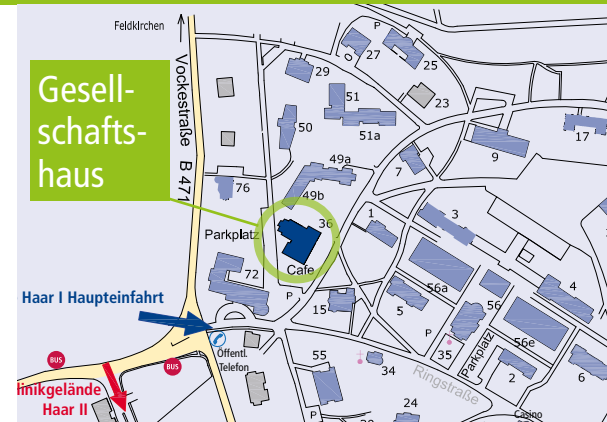 Feldkirchen
Vockestraße B 471
Gesell-
schafts-
haus
P
27
25
29
23
51
50
51a
17
9
49a
7
76
49b
36
1
3
Parkplatz
72
Cafe
56a
4
Haar I Haupteinfahrt
P
15
5
56
P
56e
Öffentl.
Telefon
BUS
BUS
55
35
Parkplatz
34
Ringstraße
2
6
linikgelände
Haar II
24
P
Casino